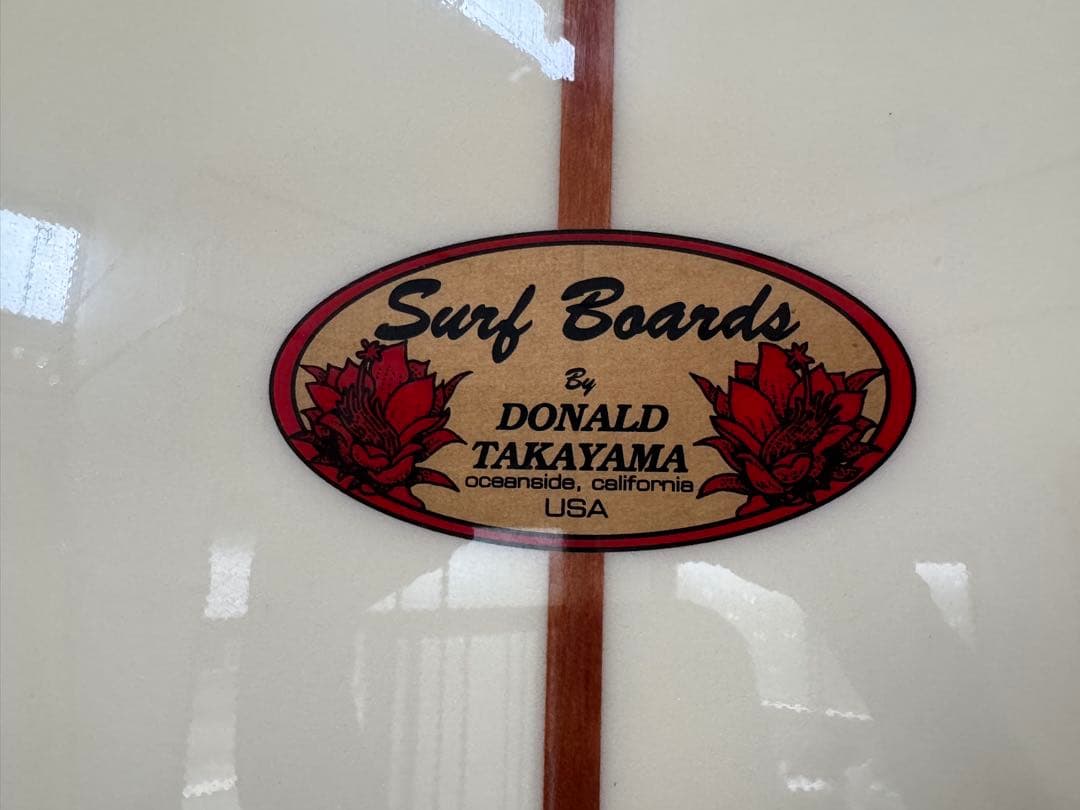 Surf Boards
By
DONALD
TAKAYAMA
oceanside, california
USA